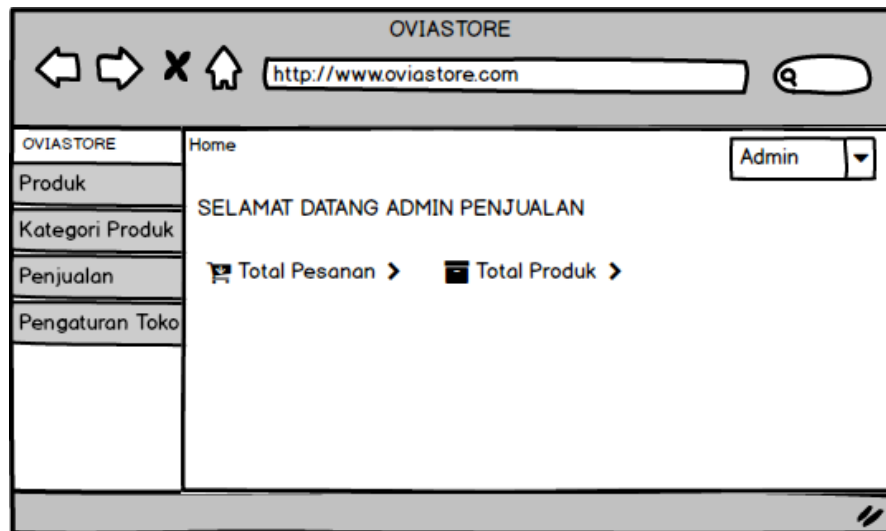 OVIASTORE
http://www.oviastore.com
OVIASTORE
Produk
Kategori Produk
Penjualan
Pengaturan Toko
Home
Admin
SELAMAT DATANG ADMIN PENJUALAN
Total Pesanan
Total Produk